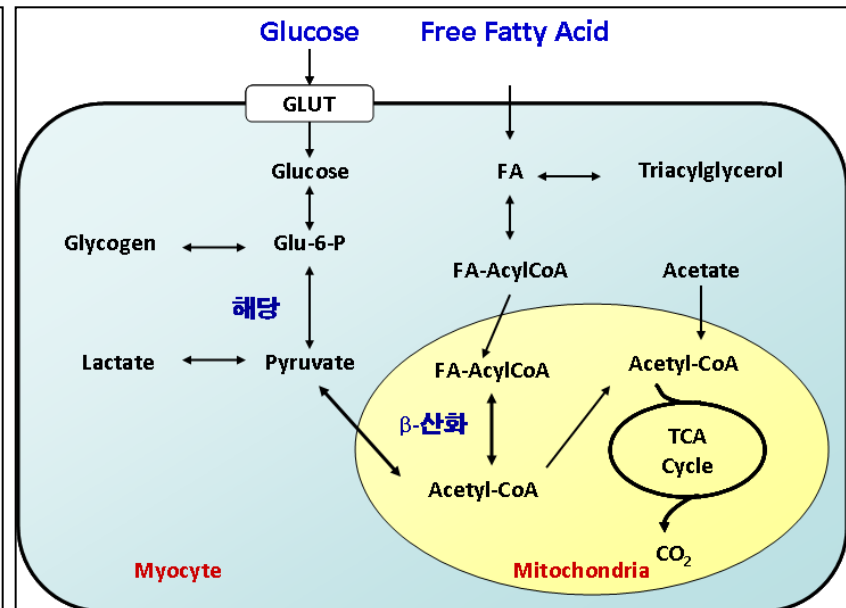 Glucose
Free Fatty Acid
GLUT
Glucose
FA
Triacylglycerol
Glycogen
Glu-6-P
FA-AcylCoA
Acetate
해당
Lactate
Pyruvate
FA-AcylCoA
Acetyl-CoA
β-산화
TCA
Cycle
Acetyl-CoA
CO₂
Myocyte
Mitochondria